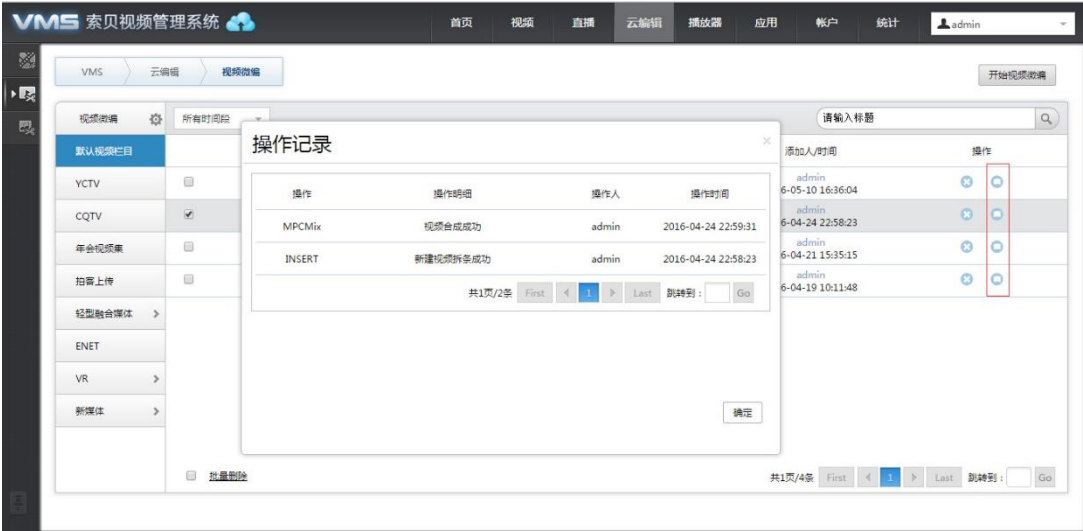 VMS 索贝视频管理系统 首页 视频 直播 云编辑 播放器 应用 帐户 统计 admin
VMS 云编辑 视频微编 开始视频微编
视频微编 所有时间段 请输入标题
默认视频栏目 添加人/时间 操作
YCTV admin
6-05-10 16:36:04
CQTV admin
6-04-24 22:58:23
年会视频集 admin
6-04-21 15:35:15
拍客上传 admin
6-04-19 10:11:48
轻型融合媒体
ENET
VR
新媒体
操作记录
操作 操作明细 操作人 操作时间
MPCMix 视频合成成功 admin 2016-04-24 22:59:31
INSERT 新建视频拆条成功 admin 2016-04-24 22:58:23
共1页/2条 First 1 Last 跳转到： Go
确定
批量删除 共1页/4条 First 1 Last 跳转到： Go